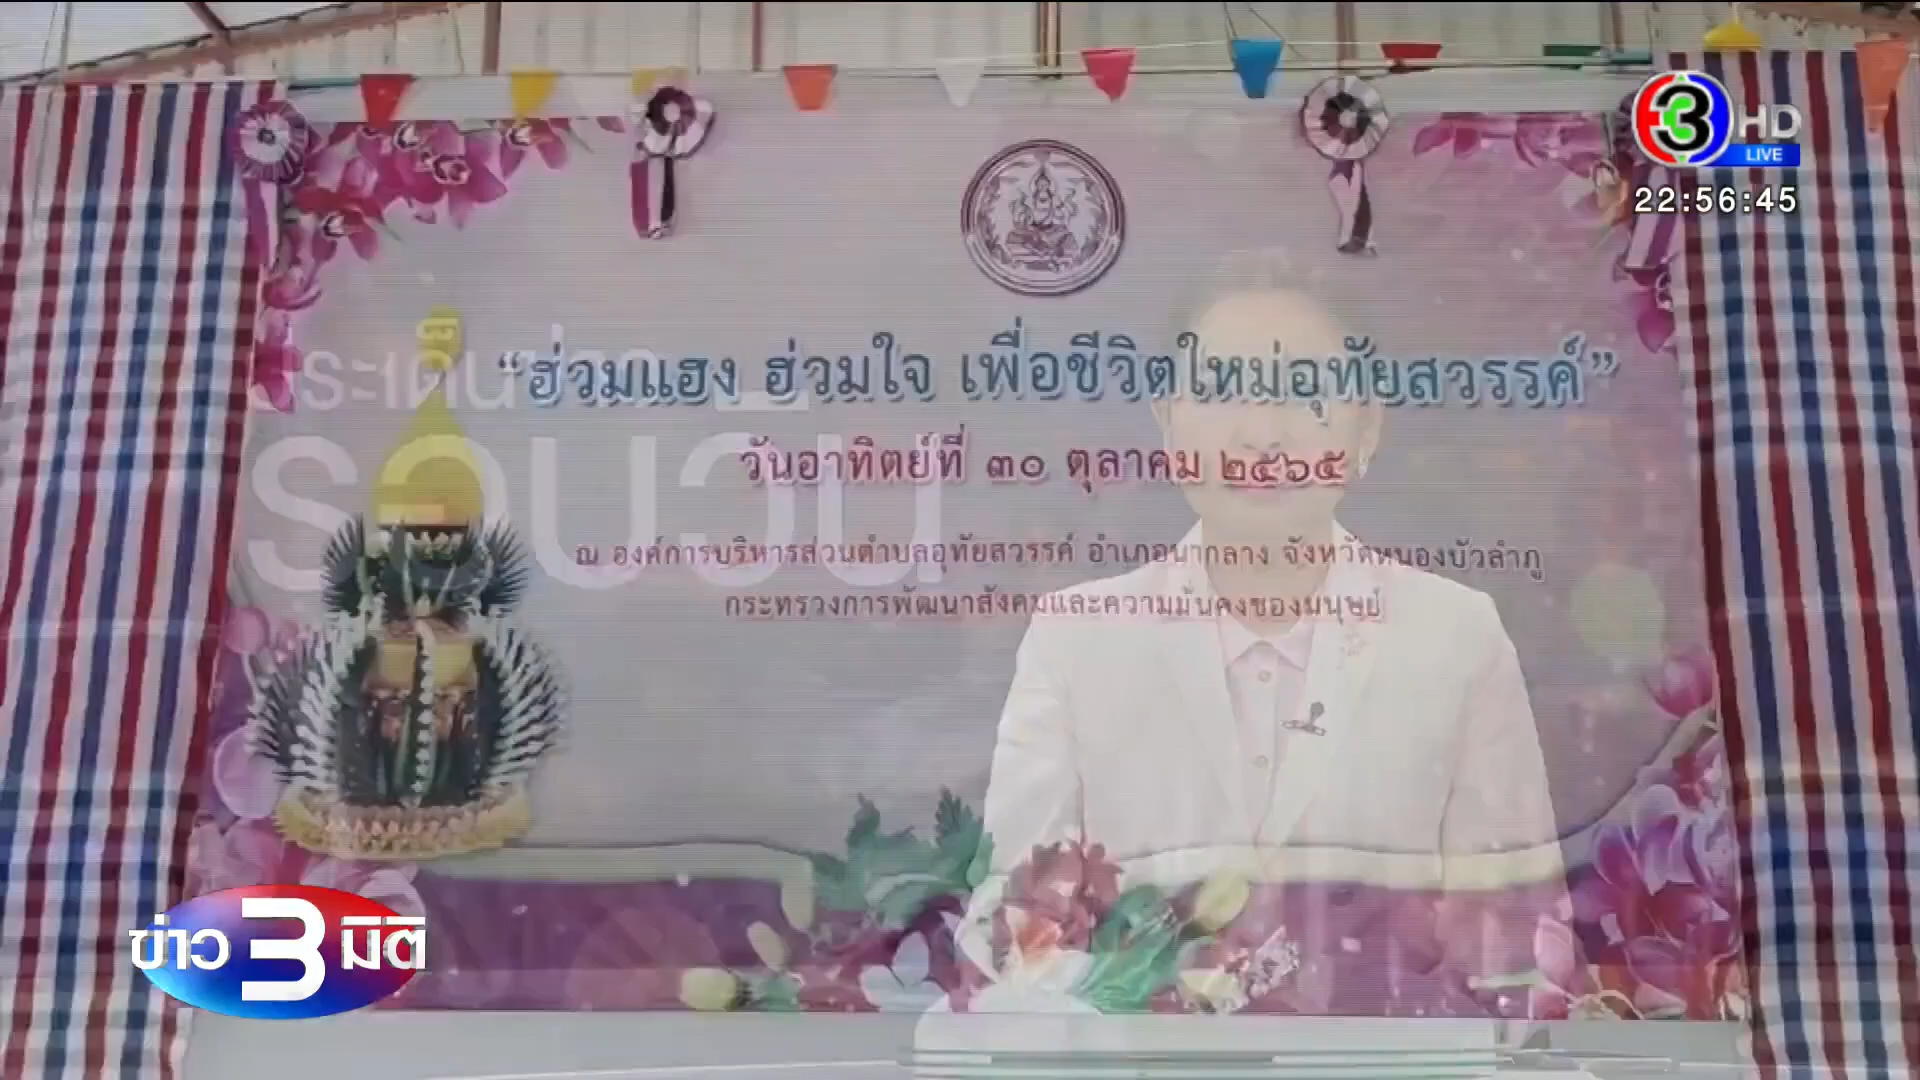 3 HD
LIVE
22:56:45
“ฮ่วมแฮง ฮ่วมใจ เพื่อชีวิตใหม่อุทัยสวรรค์”
วันอาทิตย์ที่ ๓๐ ตุลาคม ๒๕๖๕
ณ องค์การบริหารส่วนตำบลอุทัยสวรรค์ อำเภอนากลาง จังหวัดหนองบัวลำภู
กระทรวงการพัฒนาสังคมและความมั่นคงของมนุษย์
รอบวัน
ข่าว 3 มิติ